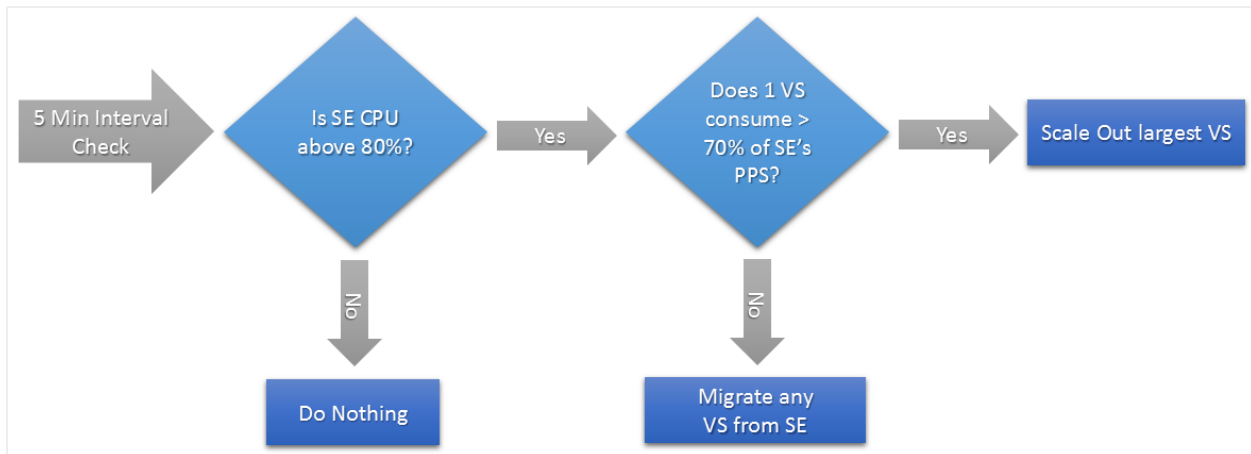 5 Min Interval
Check
Is SE CPU
above 80%?
Yes
Does 1 VS
consume >
70% of SE’s
PPS?
Yes
Scale Out largest VS
No
No
Do Nothing
Migrate any
VS from SE